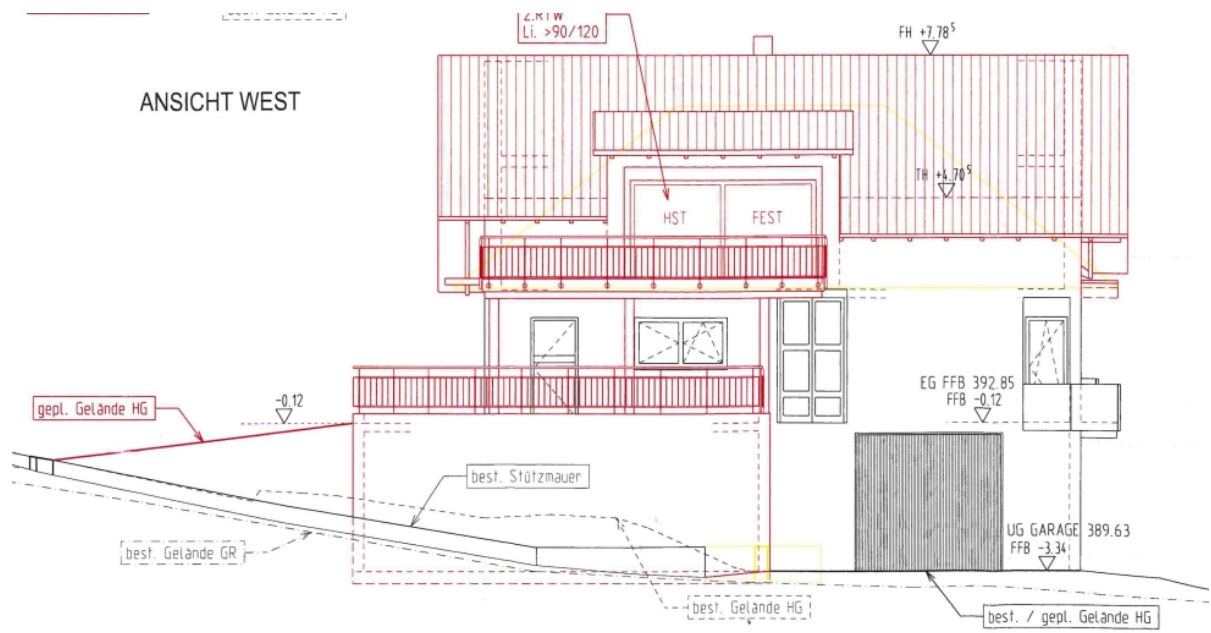 2.RTW
Li. >90/120
FH +7.78⁵
ANSICHT WEST
TH +4.70⁵
HST
FEST
EG FFB 392.85
FFB -0.12
gepl. Gelände HG
-0.12
best. Stützmauer
UG GARAGE 389.63
FFB -3.34
best. Gelände GR
best. Gelände HG
best. / gepl. Gelände HG